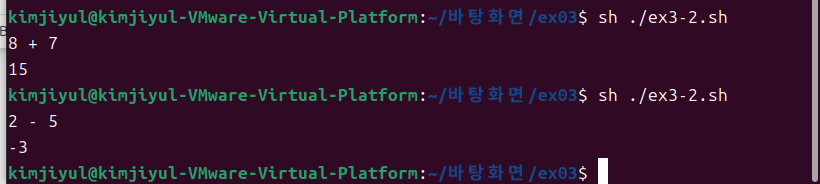 kimjiyul@kimjiyul-VMware-Virtual-Platform:~/바탕화면/ex03$ sh ./ex3-2.sh
8 + 7
15
kimjiyul@kimjiyul-VMware-Virtual-Platform:~/바탕화면/ex03$ sh ./ex3-2.sh
2 - 5
-3
kimjiyul@kimjiyul-VMware-Virtual-Platform:~/바탕화면/ex03$